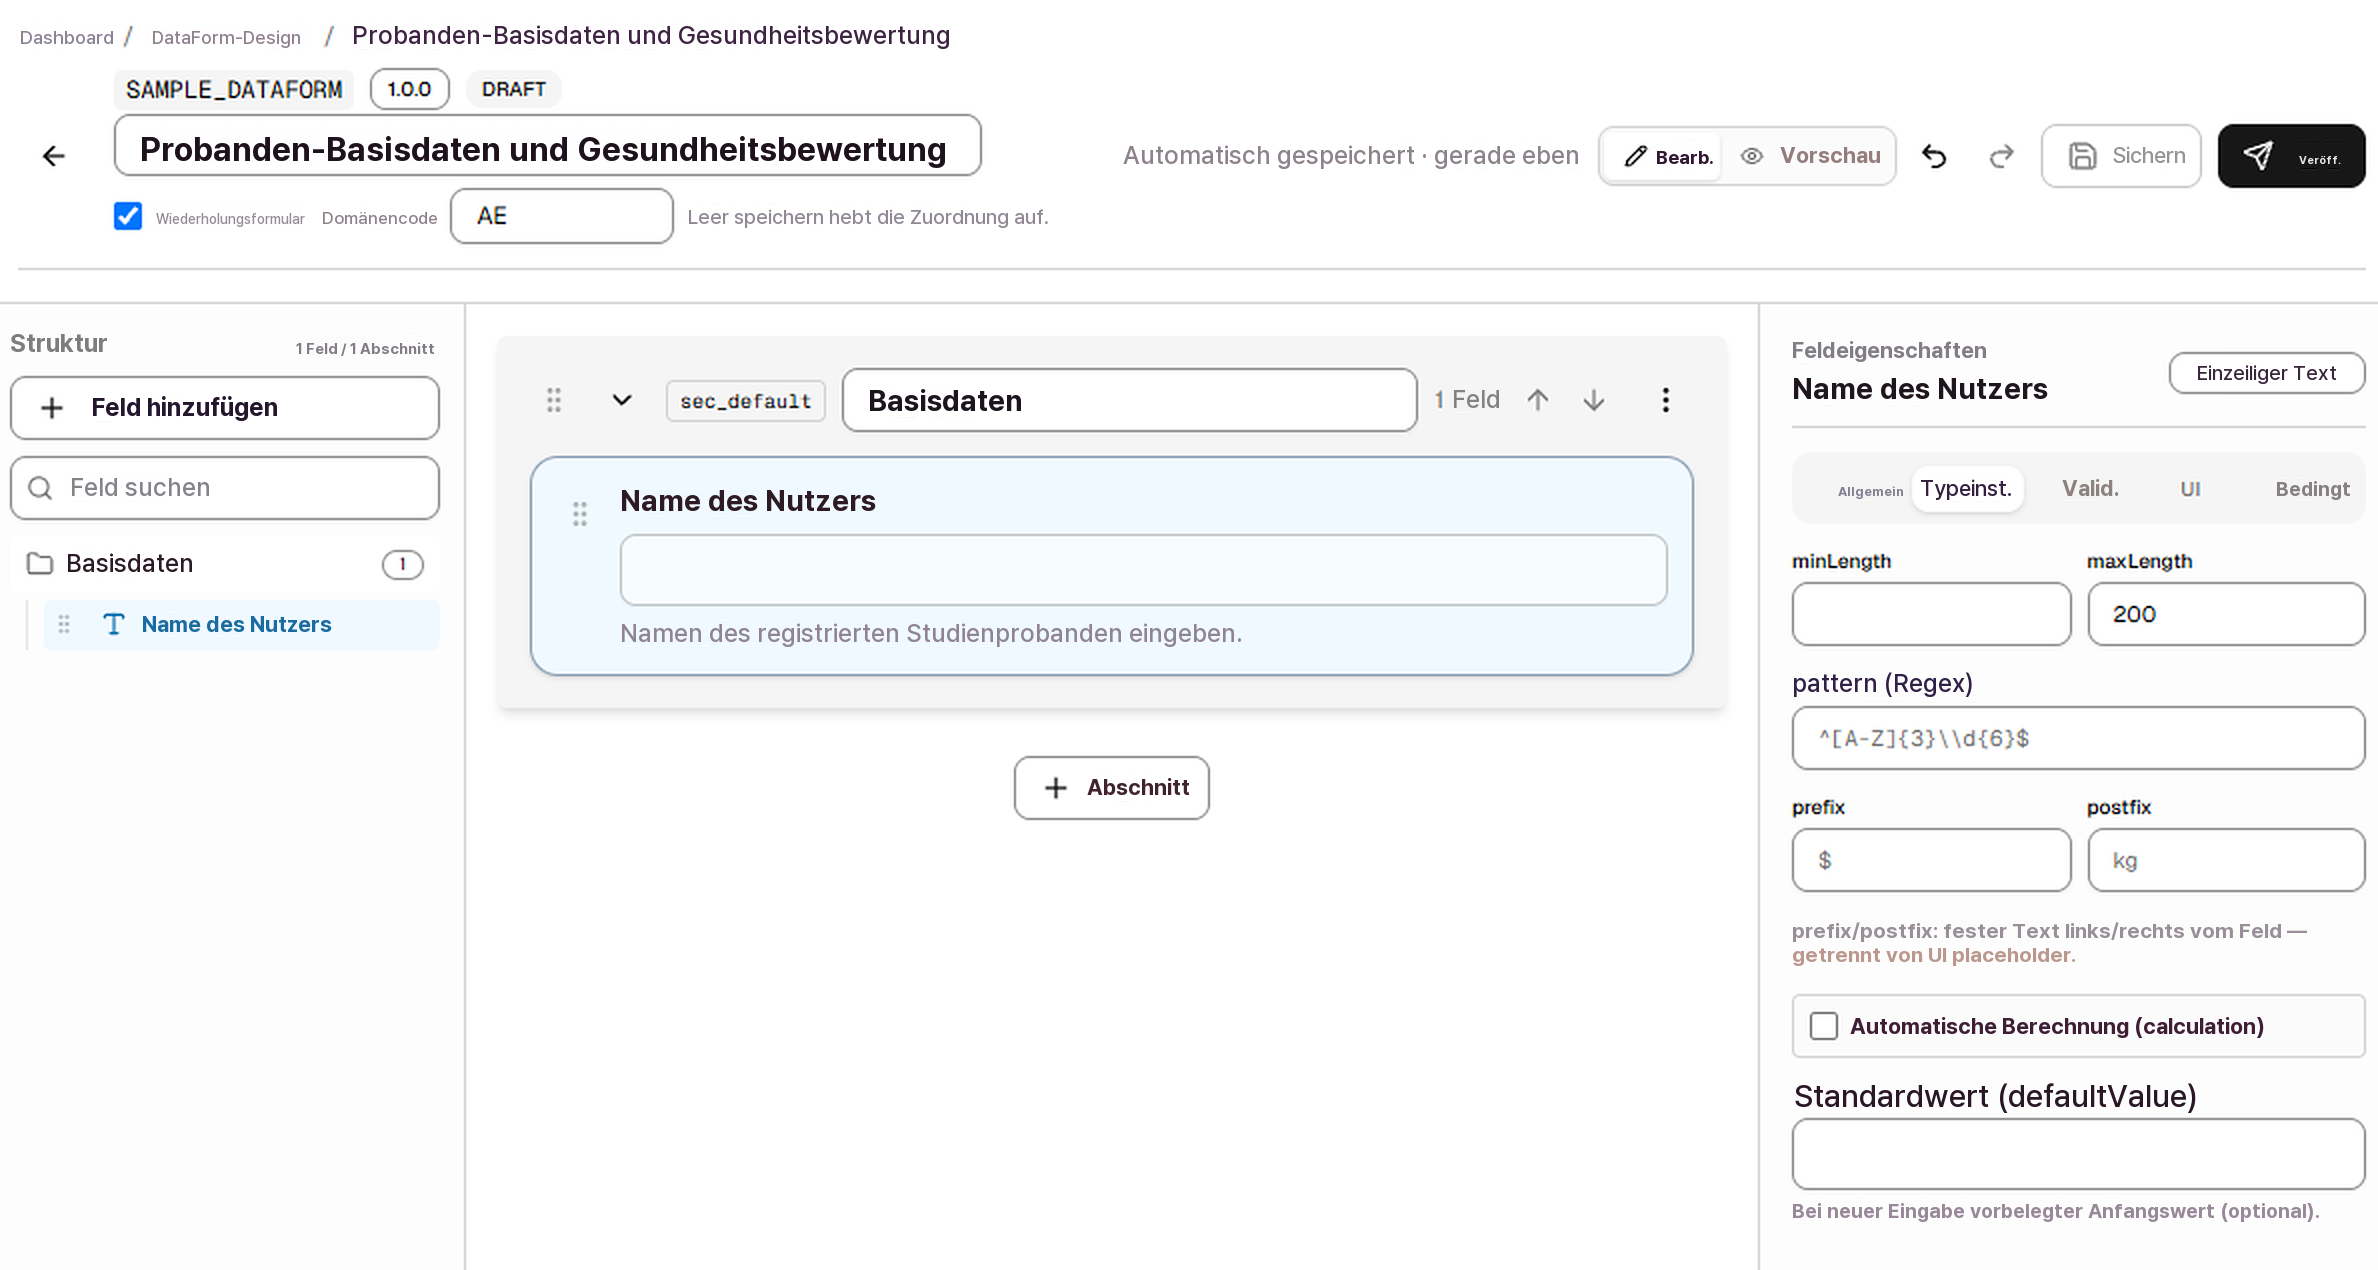 Dashboard / DataForm-Design / Probanden-Basisdaten und Gesundheitsbewertung
SAMPLE_DATAFORM 1.0.0 DRAFT
Probanden-Basisdaten und Gesundheitsbewertung
Automatisch gespeichert · gerade eben Bearb. Vorschau Sichern Veröff.
Wiederholungsformular Domänencode AE Leer speichern hebt die Zuordnung auf.
Struktur 1 Feld / 1 Abschnitt
Feld hinzufügen
Feld suchen
Basisdaten 1
Name des Nutzers
sec_default Basisdaten 1 Feld
Name des Nutzers
Namen des registrierten Studienprobanden eingeben.
Abschnitt
Feldeigenschaften
Name des Nutzers Einzeiliger Text
Allgemein Typeinst. Valid. UI Bedingt
minLength maxLength
200
pattern (Regex)
^[A-Z]{3}\\d{6}$
prefix postfix
$ kg
prefix/postfix: fester Text links/rechts vom Feld —
getrennt von UI placeholder.
Automatische Berechnung (calculation)
Standardwert (defaultValue)
Bei neuer Eingabe vorbelegter Anfangswert (optional).